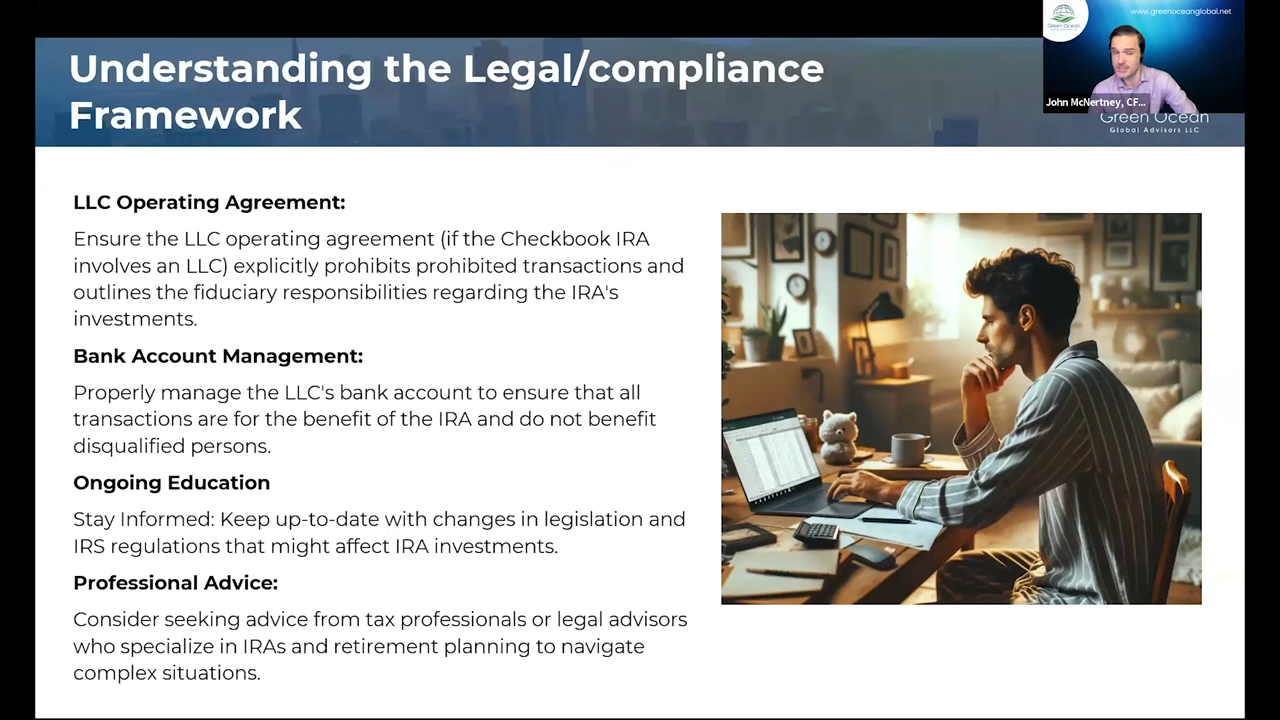 www.greenoceanglobal.net
Green Ocean
Understanding the Legal/compliance
Framework
John McNertney, CF...
Green Ocean
Global Advisors LLC
LLC Operating Agreement:
Ensure the LLC operating agreement (if the Checkbook IRA
involves an LLC) explicitly prohibits prohibited transactions and
outlines the fiduciary responsibilities regarding the IRA's
investments.
Bank Account Management:
Properly manage the LLC's bank account to ensure that all
transactions are for the benefit of the IRA and do not benefit
disqualified persons.
Ongoing Education
Stay Informed: Keep up-to-date with changes in legislation and
IRS regulations that might affect IRA investments.
Professional Advice:
Consider seeking advice from tax professionals or legal advisors
who specialize in IRAs and retirement planning to navigate
complex situations.